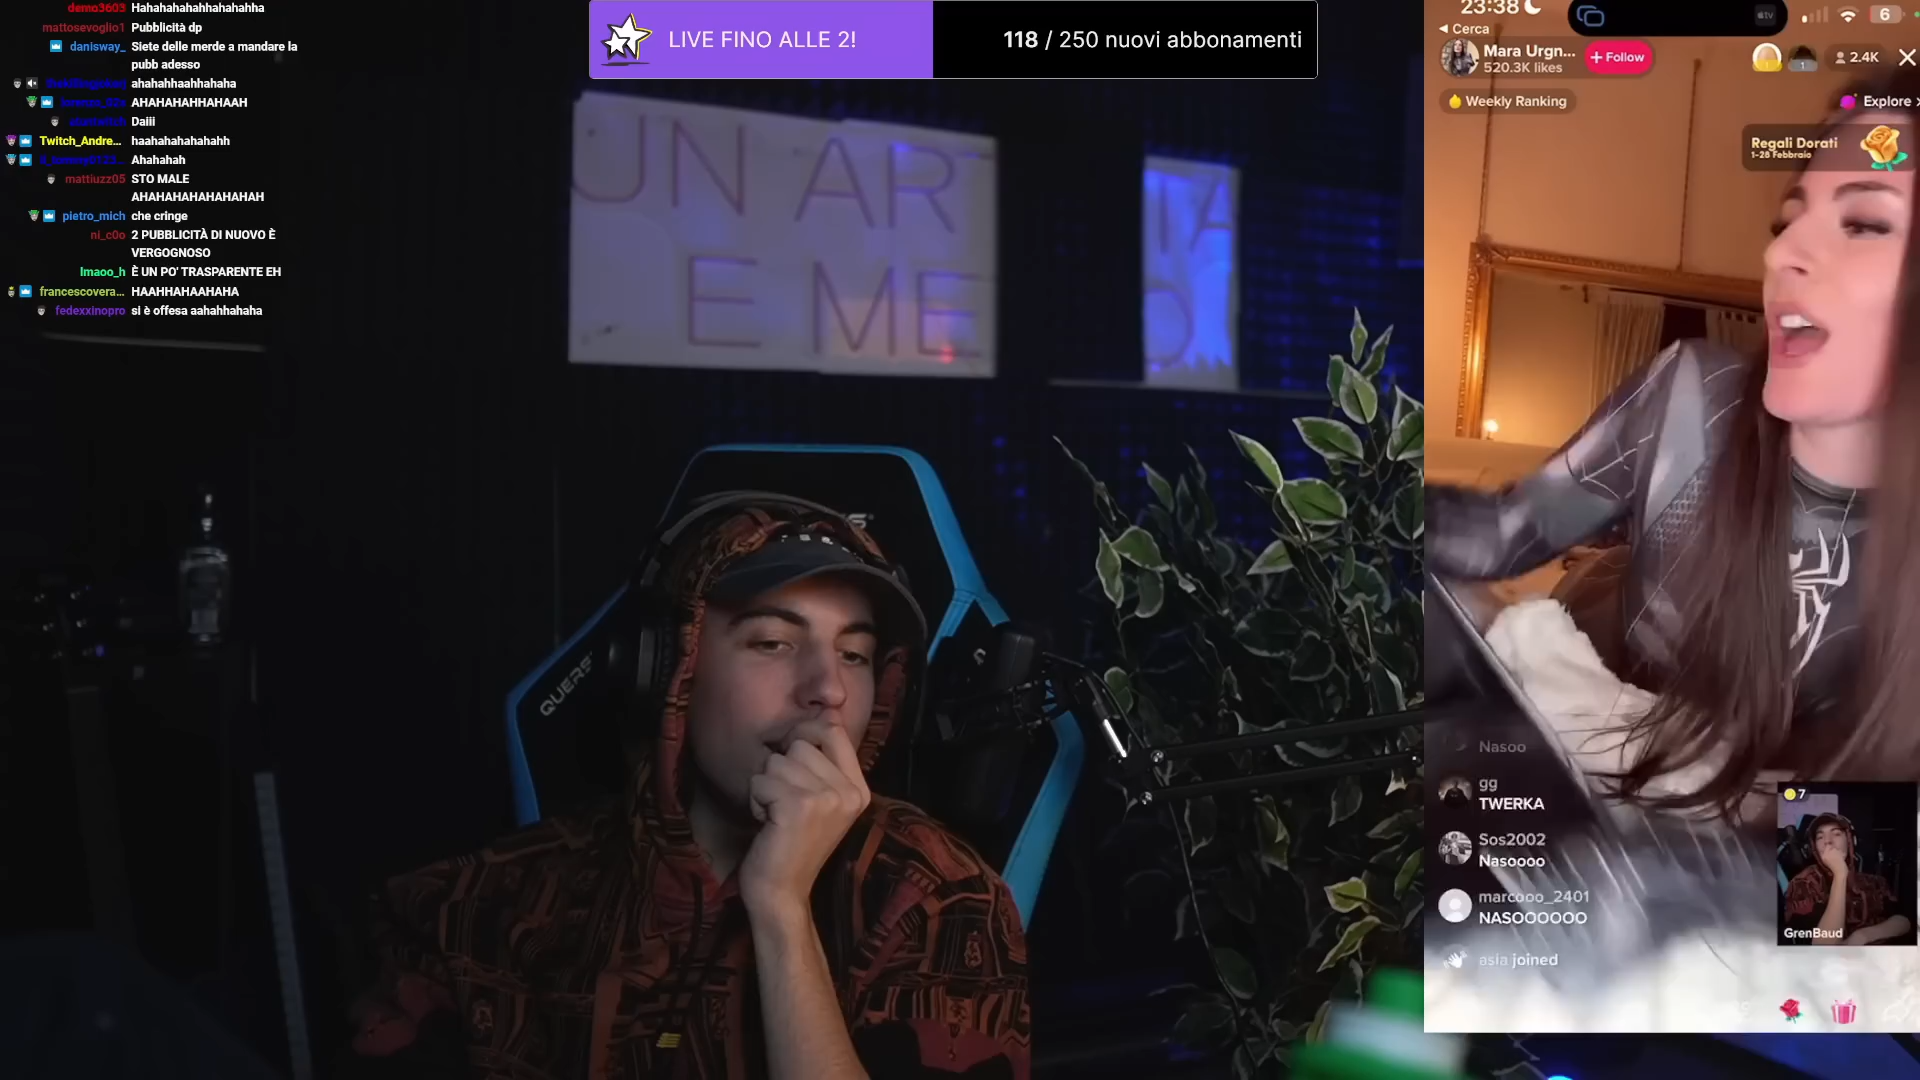 demo3603 Hahahahahahhahahahha
mattosevoglio1 Pubblicità dp
danisway_ Siete delle merde a mandare la
pubb adesso
ahahahhaahhahaha
AHAHAHAHHAHAAH
Daiii
Twitch_Andre... haahahahahahahh
Ahahahah
mattiuzz05 STO MALE
AHAHAHAHAHAHAHAH
pietro_mich che cringe
ni_c0o 2 PUBBLICITÀ DI NUOVO È
VERGOGNOSO
lmaoo_h È UN PO' TRASPARENTE EH
francescovera... HAAHHAHAAHAHA
fedexxinopro si è offesa aahahhahaha
LIVE FINO ALLE 2!
118 / 250 nuovi abbonamenti
UN AR
E ME
QUERS
23:38
6
Cerca
Mara Urgn...
520.3K likes
+ Follow
2.4K
Weekly Ranking
Explore
Regali Dorati
1-28 Febbraio
Nasoo
gg
TWERKA
Sos2002
Nasoooo
marcooo_2401
NASOOOOOO
asia joined
7
GrenBaud